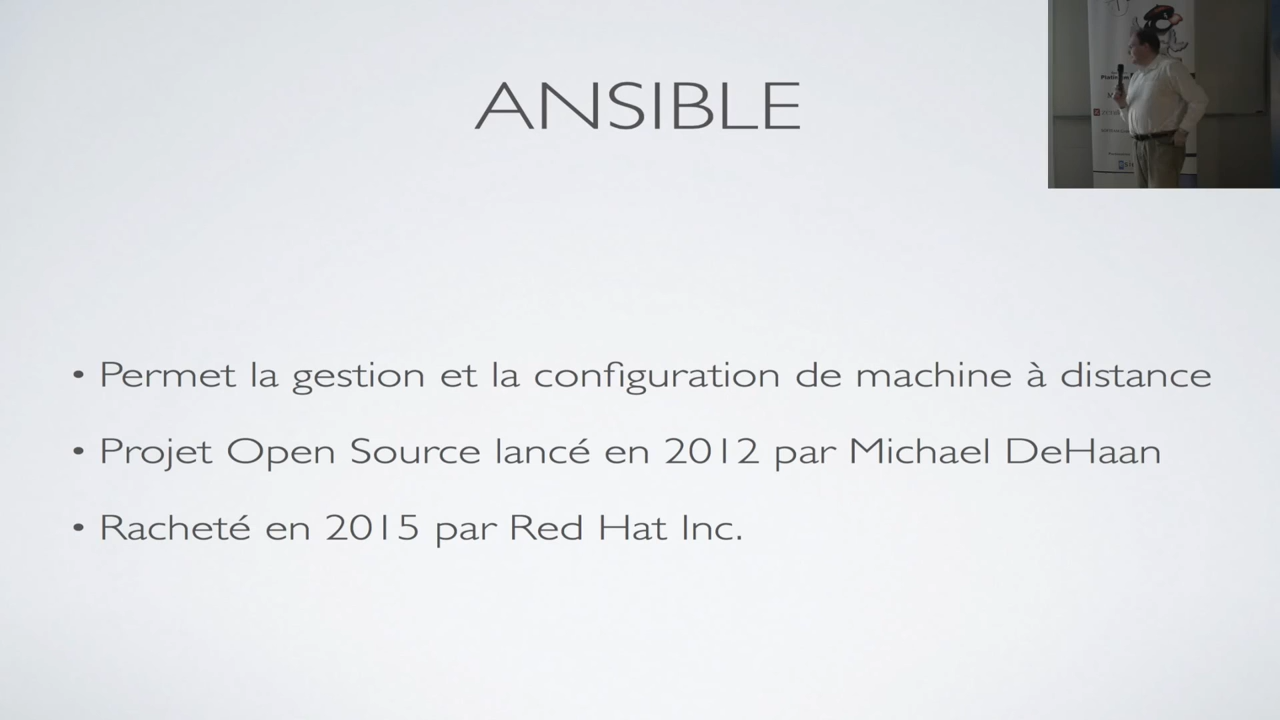 ANSIBLE
• Permet la gestion et la configuration de machine à distance
• Projet Open Source lancé en 2012 par Michael DeHaan
• Racheté en 2015 par Red Hat Inc.